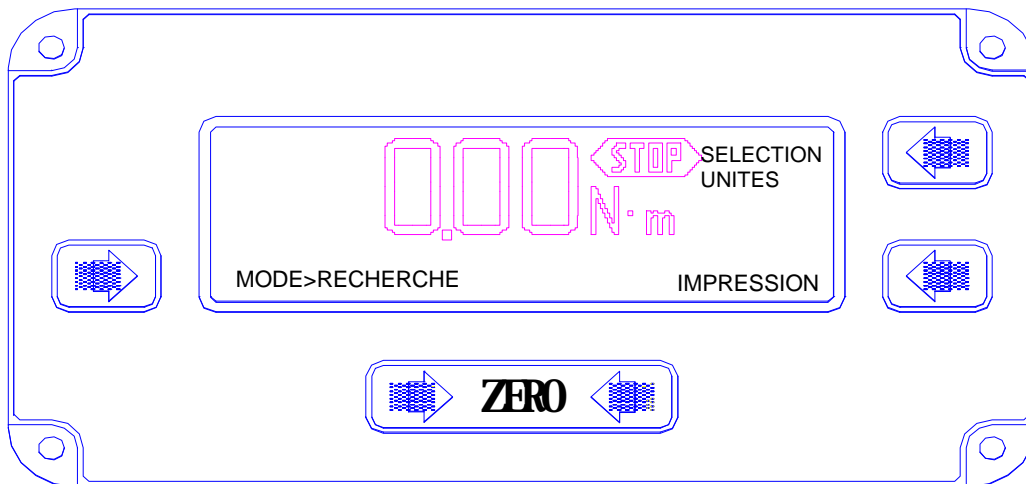 0.00 STOP SELECTION
UNITES
N·m
MODE>RECHERCHE IMPRESSION
ZERO